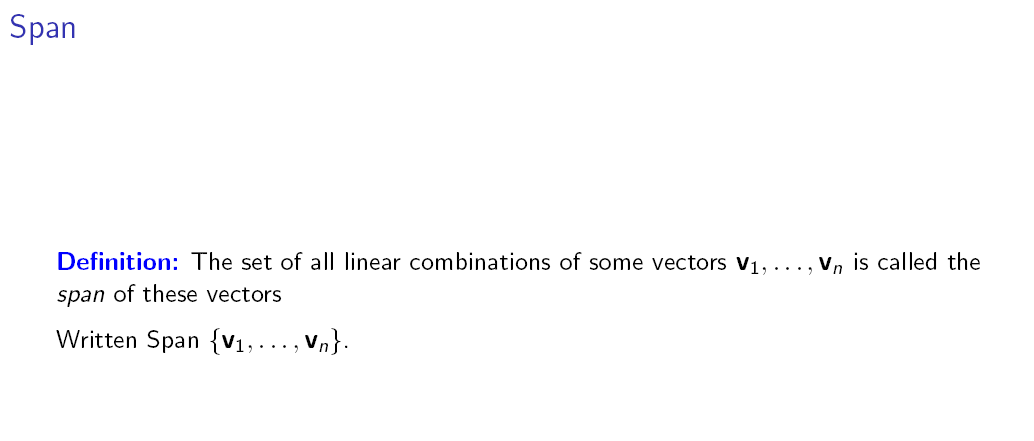 Span
Definition: The set of all linear combinations of some vectors v₁, . . . , vₙ is called the
span of these vectors
Written Span {v₁, . . . , vₙ}.